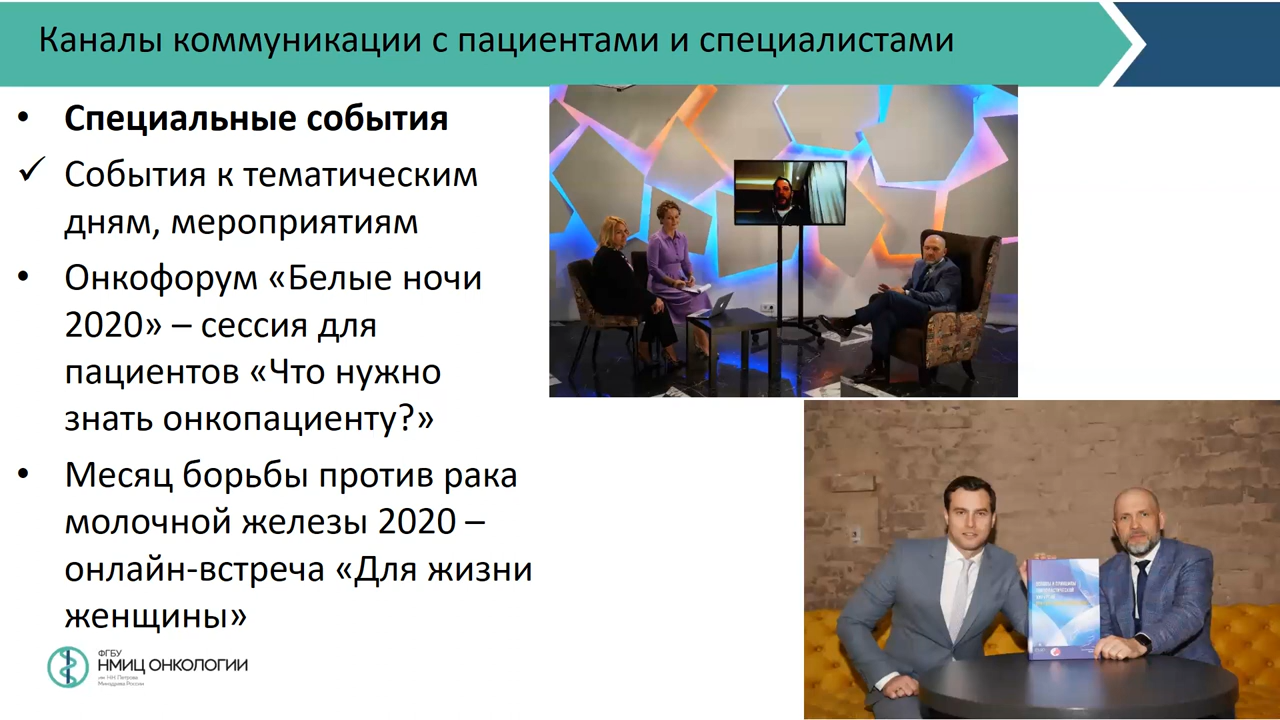 Каналы коммуникации с пациентами и специалистами
• Специальные события
✓ События к тематическим
дням, мероприятиям
• Онкофорум «Белые ночи
2020» – сессия для
пациентов «Что нужно
знать онкопациенту?»
• Месяц борьбы против рака
молочной железы 2020 –
онлайн-встреча «Для жизни
женщины»
ФГБУ
НМИЦ ОНКОЛОГИИ
им. Н.Н. Петрова
Минздрава России